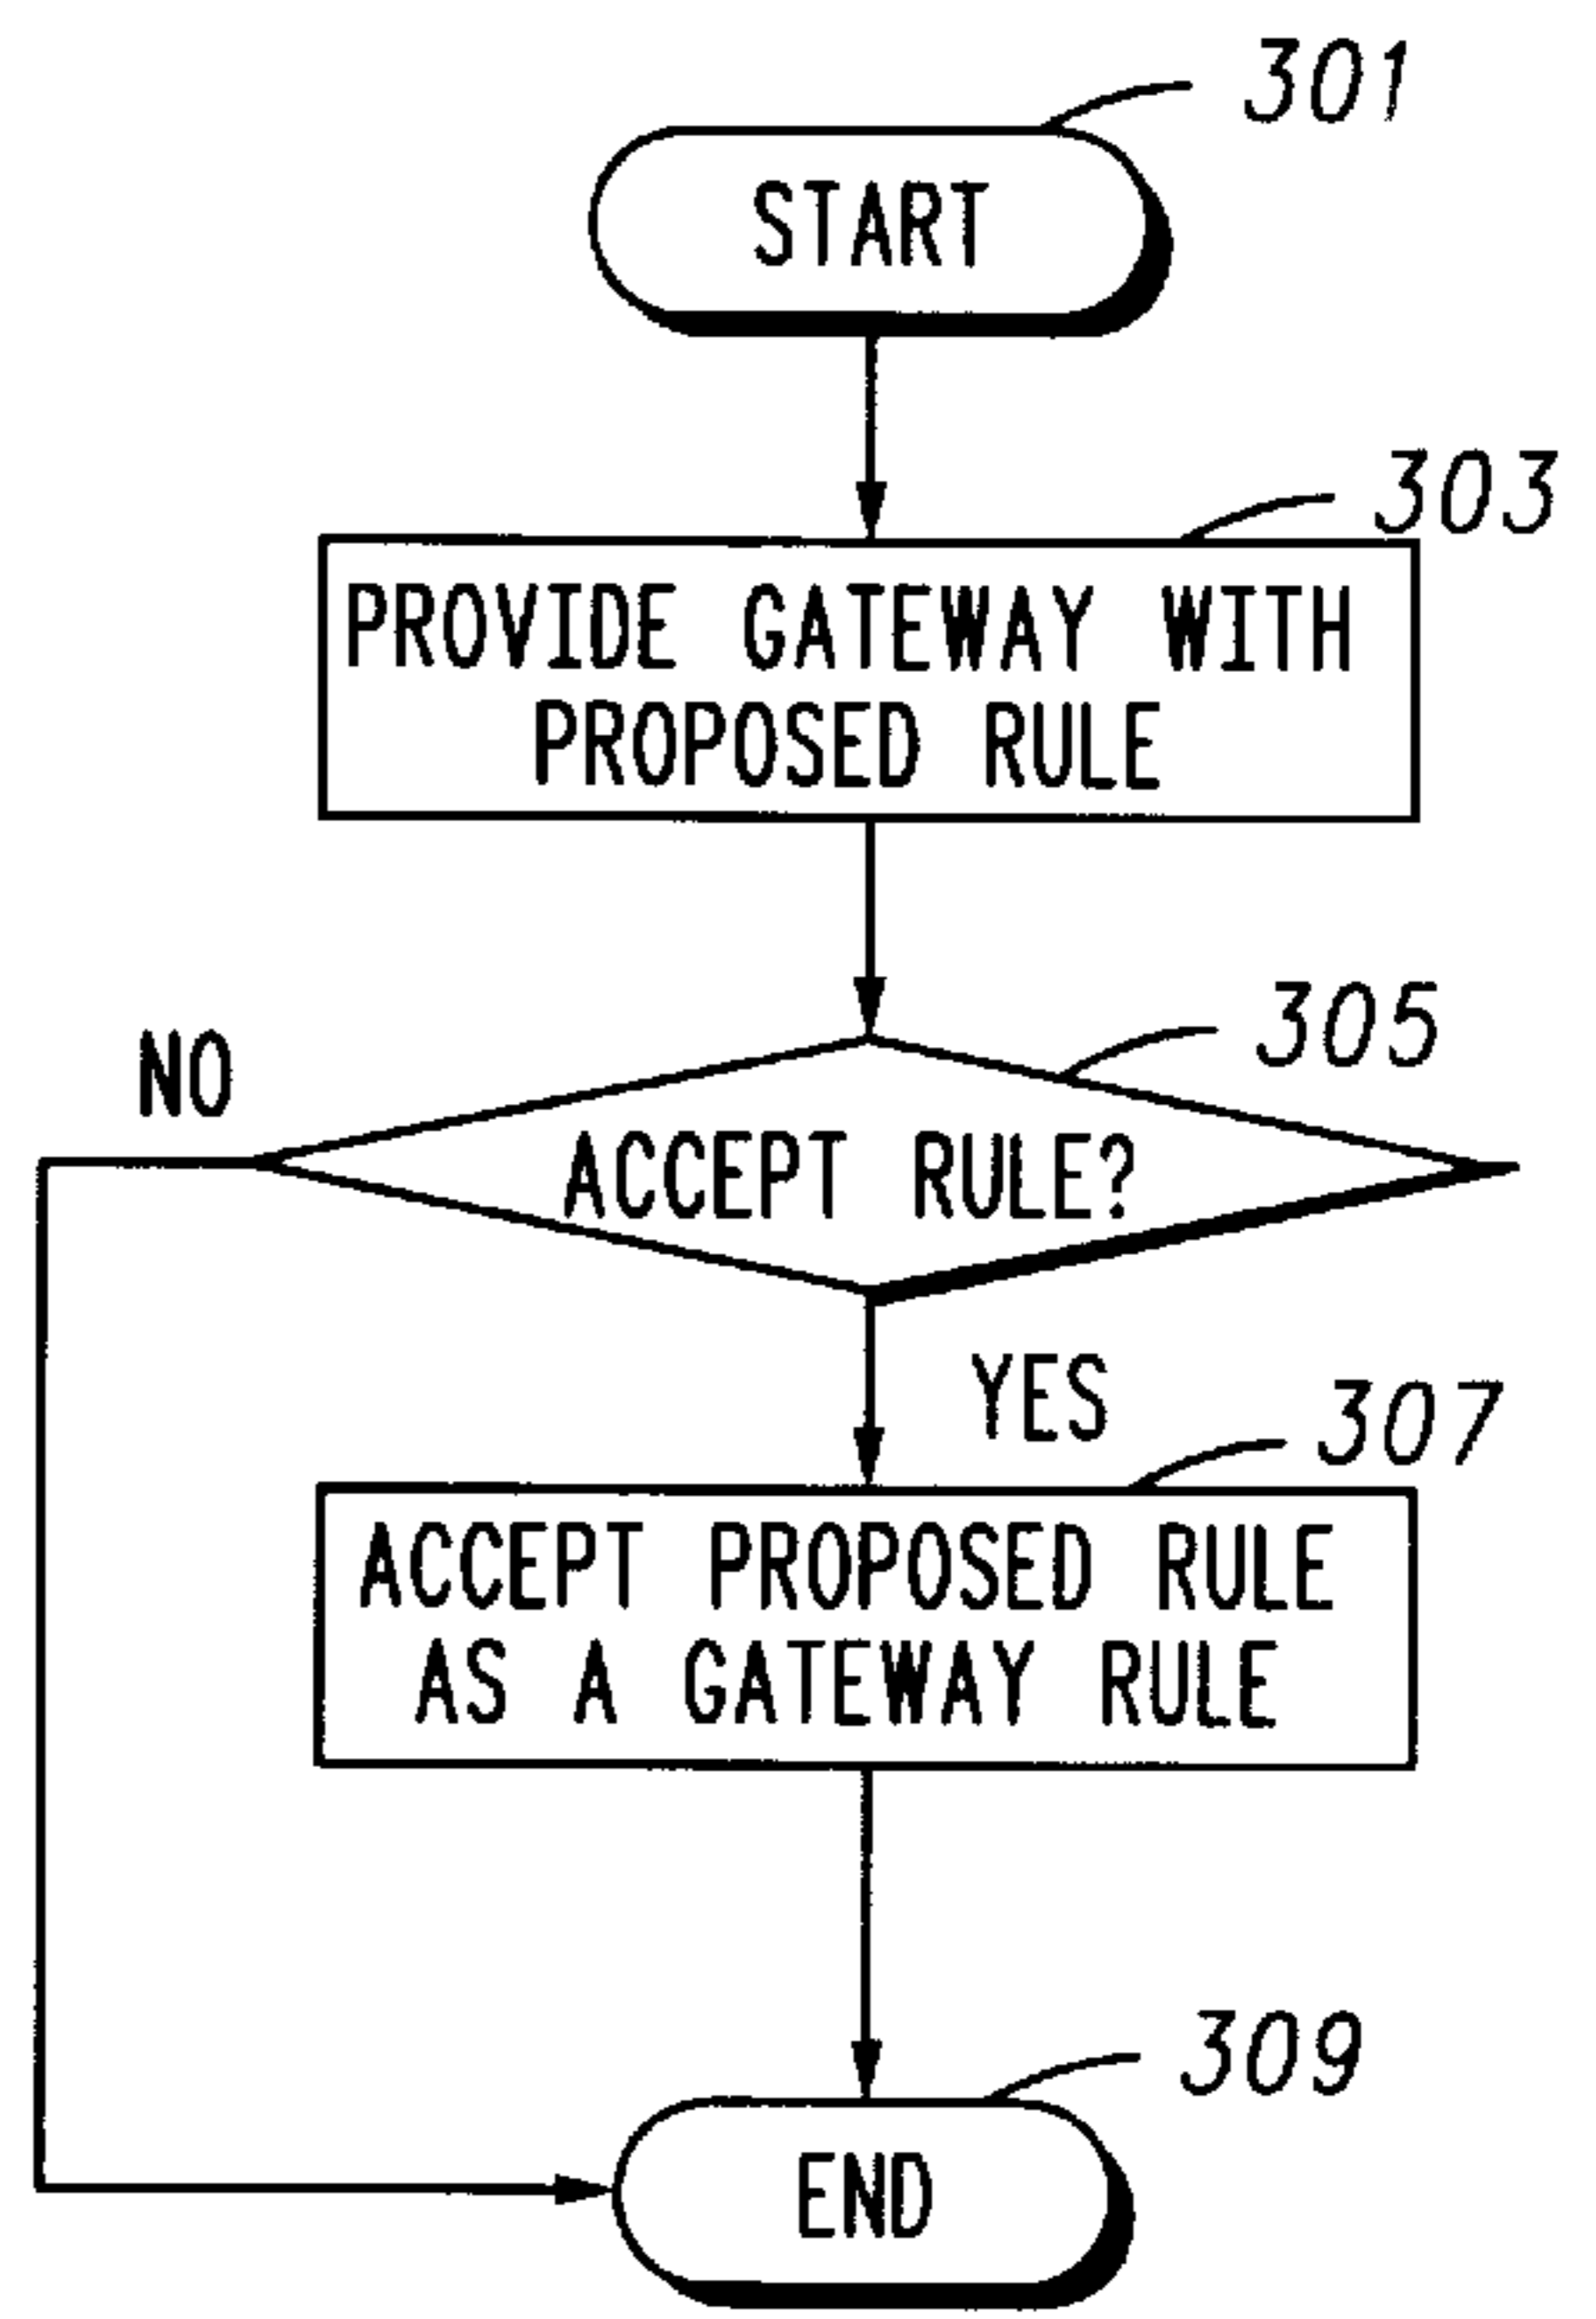 301
START
303
PROVIDE GATEWAY WITH
PROPOSED RULE
305
NO
ACCEPT RULE?
YES
307
ACCEPT PROPOSED RULE
AS A GATEWAY RULE
309
END